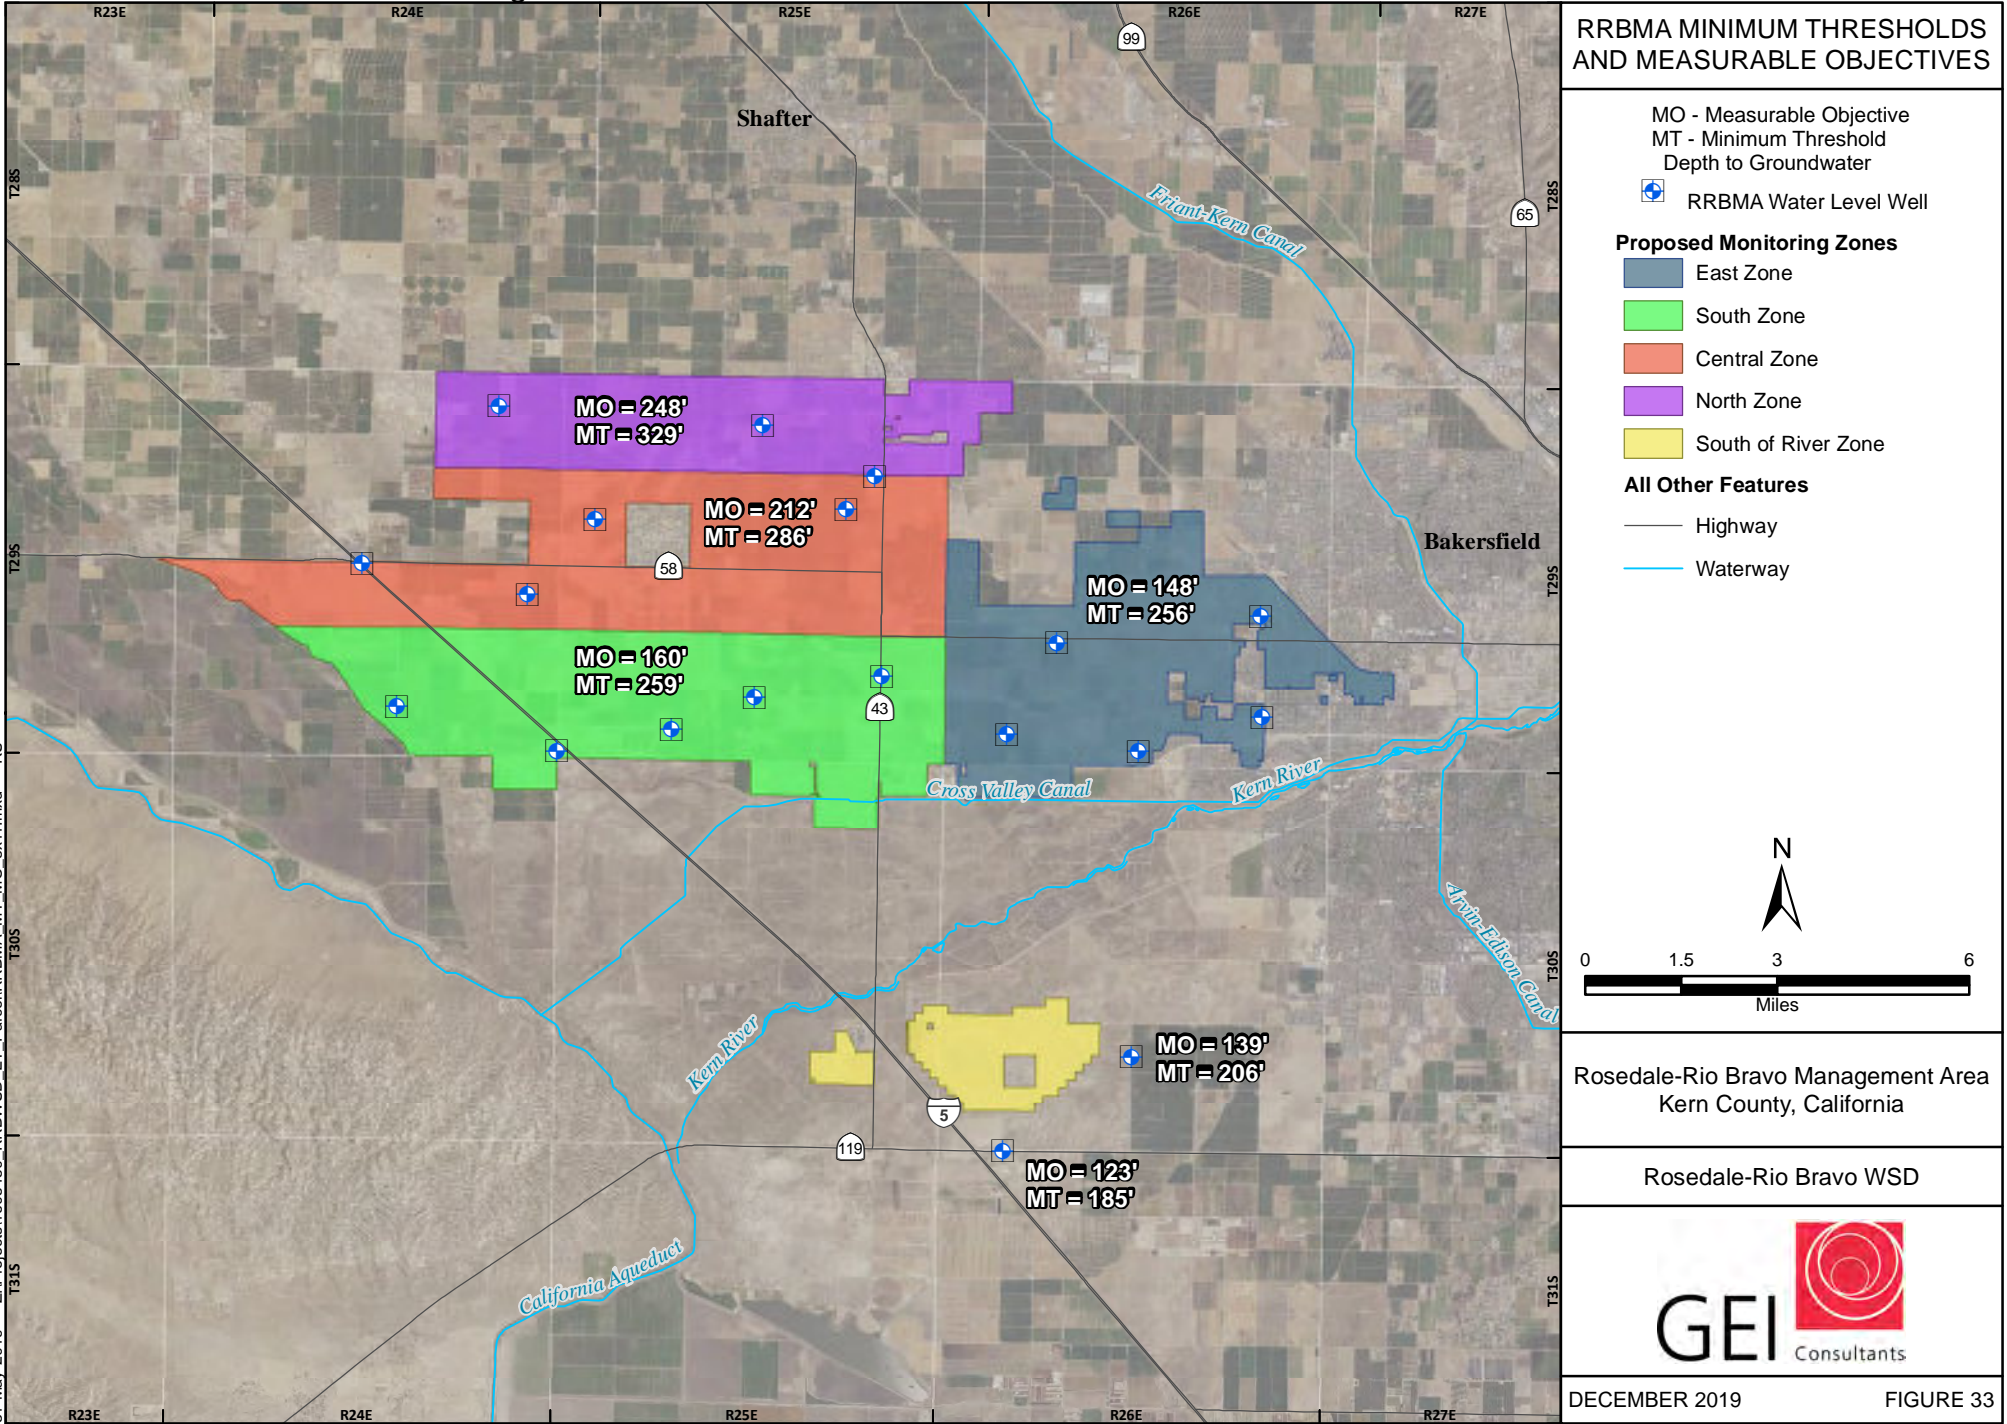 R23E
R24E
R25E
R26E
R27E
99
Shafter
T28S
T28S
Friant-Kern Canal
65
MO = 248'
MT = 329'
MO = 212'
MT = 286'
Bakersfield
T29S
T29S
58
MO = 148'
MT = 256'
MO = 160'
MT = 259'
43
Cross Valley Canal
Kern River
Arvin-Edison Canal
T30S
T30S
Kern River
MO = 139'
MT = 206'
5
119
MO = 123'
MT = 185'
California Aqueduct
T31S
T31S
R23E
R24E
R25E
R26E
R27E
RRBMA MINIMUM THRESHOLDS
AND MEASURABLE OBJECTIVES
MO - Measurable Objective
MT - Minimum Threshold
Depth to Groundwater
RRBMA Water Level Well
Proposed Monitoring Zones
East Zone
South Zone
Central Zone
North Zone
South of River Zone
All Other Features
Highway
Waterway
N
0 1.5 3 6
Miles
Rosedale-Rio Bravo Management Area
Kern County, California
Rosedale-Rio Bravo WSD
GEI
Consultants
DECEMBER 2019 FIGURE 33